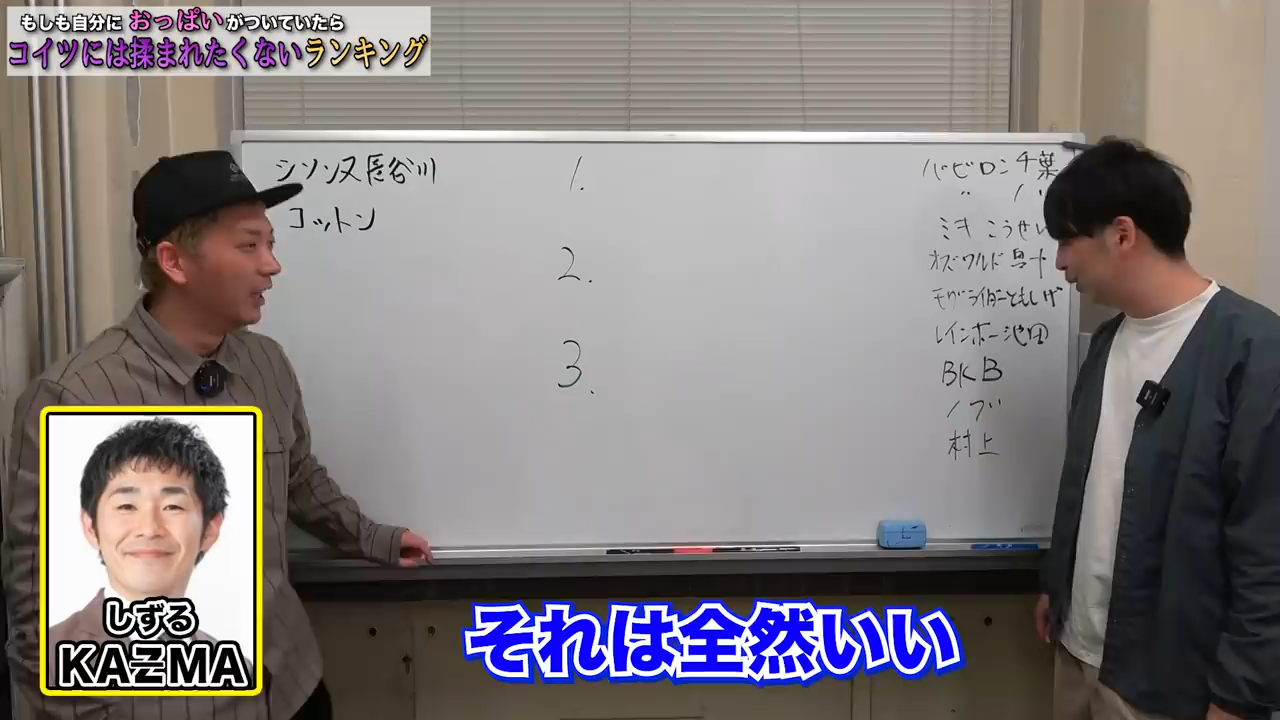 もしも自分におっぱいがついていたら
コイツには揉まれたくないランキング
シソンヌ長谷川
コットン
1.
2.
3.
バビロン千葉
〃 ノブ
ミキ こうせい
オズワルド
モグライダーともしげ
レインボー池田
BKB
ノブ
村上
しずる
KAƵMA
それは全然いい